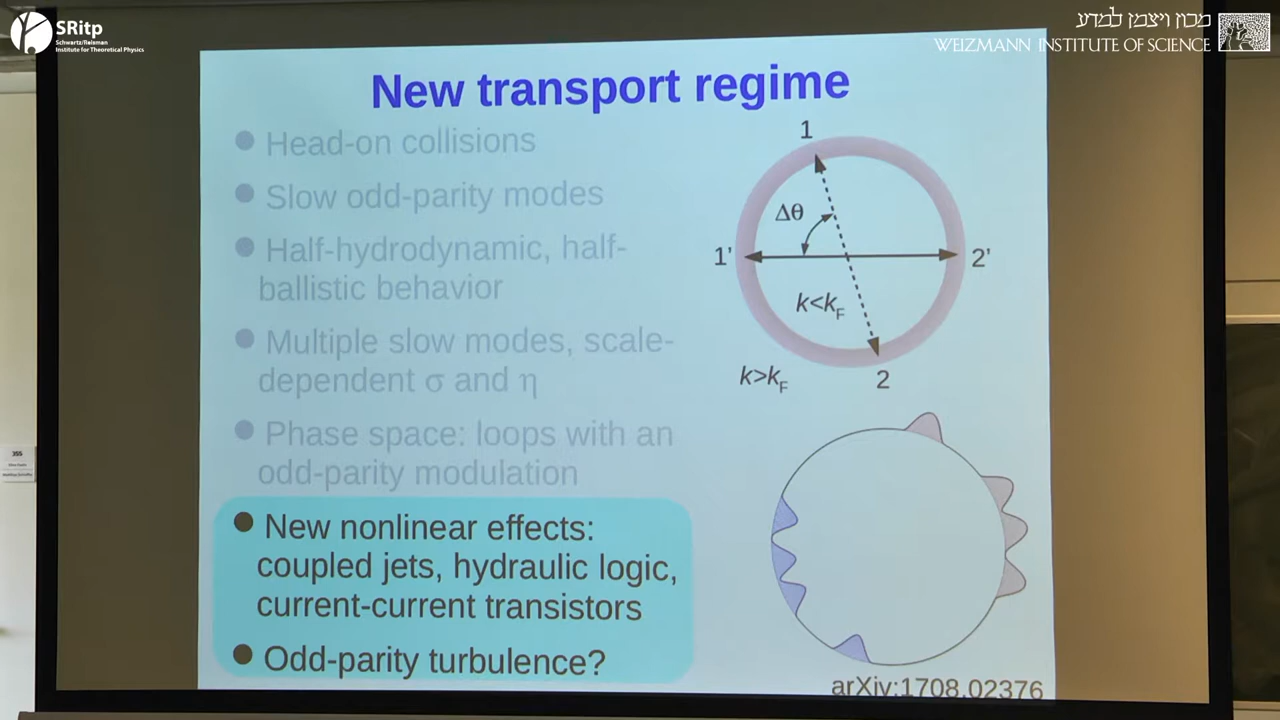 SRitp
Schwartz/Reisman
Institute for Theoretical Physics
מכון ויצמן למדע
WEIZMANN INSTITUTE OF SCIENCE
New transport regime
Head-on collisions
Slow odd-parity modes
Half-hydrodynamic, half-
ballistic behavior
Multiple slow modes, scale-
dependent σ and η
Phase space: loops with an
odd-parity modulation
New nonlinear effects:
coupled jets, hydraulic logic,
current-current transistors
Odd-parity turbulence?
1
Δθ
1'
2'
k<kF
k>kF
2
arXiv:1708.02376
355